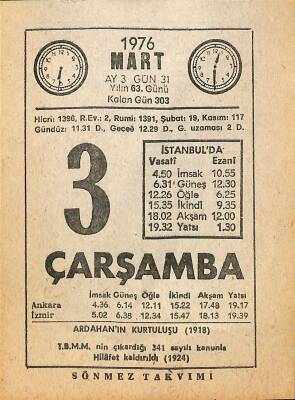 1976
MART
AY 3 GÜN 31
Yılın 63. Günü
Kalan Gün 303
Hicri: 1396, R.Ev.: 2, Rumi: 1391, Şubat: 19, Kasım: 117
Gündüz: 11.31 D., Gece: 12.29 D., G. uzaması 2 D.
3
İSTANBUL'DA
Vasatî Ezanî
4.50 İmsak 10.55
6.31 Güneş 12.30
12.26 Öğle 6.25
15.35 İkindi 9.35
18.02 Akşam 12.00
19.32 Yatsı 1.30
ÇARŞAMBA
İmsak Güneş Öğle İkindi Akşam Yatsı
Ankara 4.36 6.14 12.11 15.22 17.48 19.17
İzmir 5.02 6.38 12.34 15.47 18.13 19.39
ARDAHAN'IN KURTULUŞU (1918)
T.B.M.M. nin çıkardığı 341 sayılı kanunla
Hilâfet kaldırıldı (1924)
SÖNMEZ TAKVİMİ